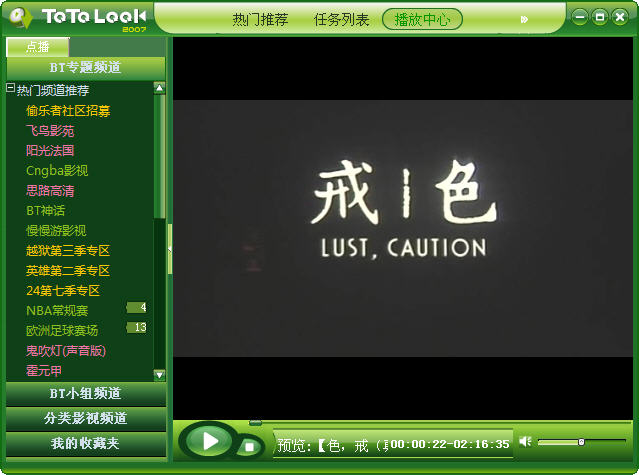 ToTo Look
2007
热门推荐
任务列表
播放中心
»
点播
BT专题频道
热门频道推荐
偷乐者社区招募
飞鸟影苑
阳光法国
Cngba影视
思路高清
BT神话
慢慢游影视
越狱第三季专区
英雄第二季专区
24第七季专区
NBA常规赛 4
欧洲足球赛场 13
鬼吹灯(声音版)
霍元甲
BT小组频道
分类影视频道
我的收藏夹
戒|色
LUST, CAUTION
预览:【色，戒（ 00:00:22-02:16:35